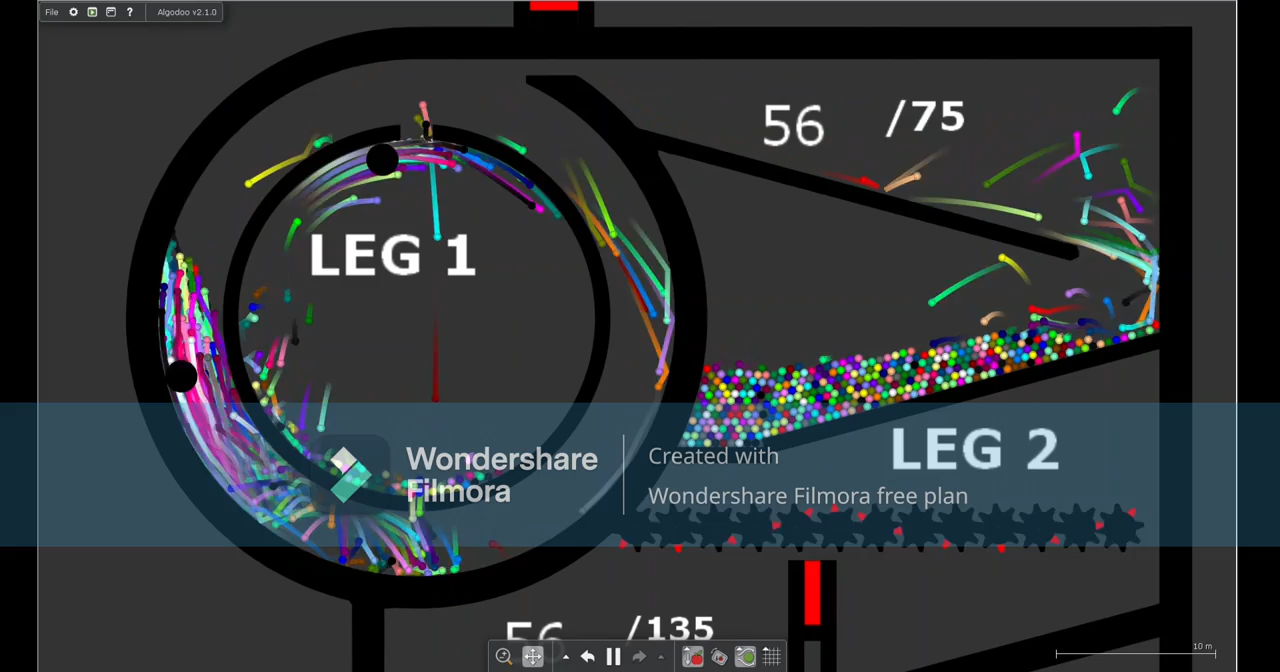 File ? Algodoo v2.1.0
56 /75
LEG 1
LEG 2
Wondershare
Filmora
Created with
Wondershare Filmora free plan
56 /135
10 m